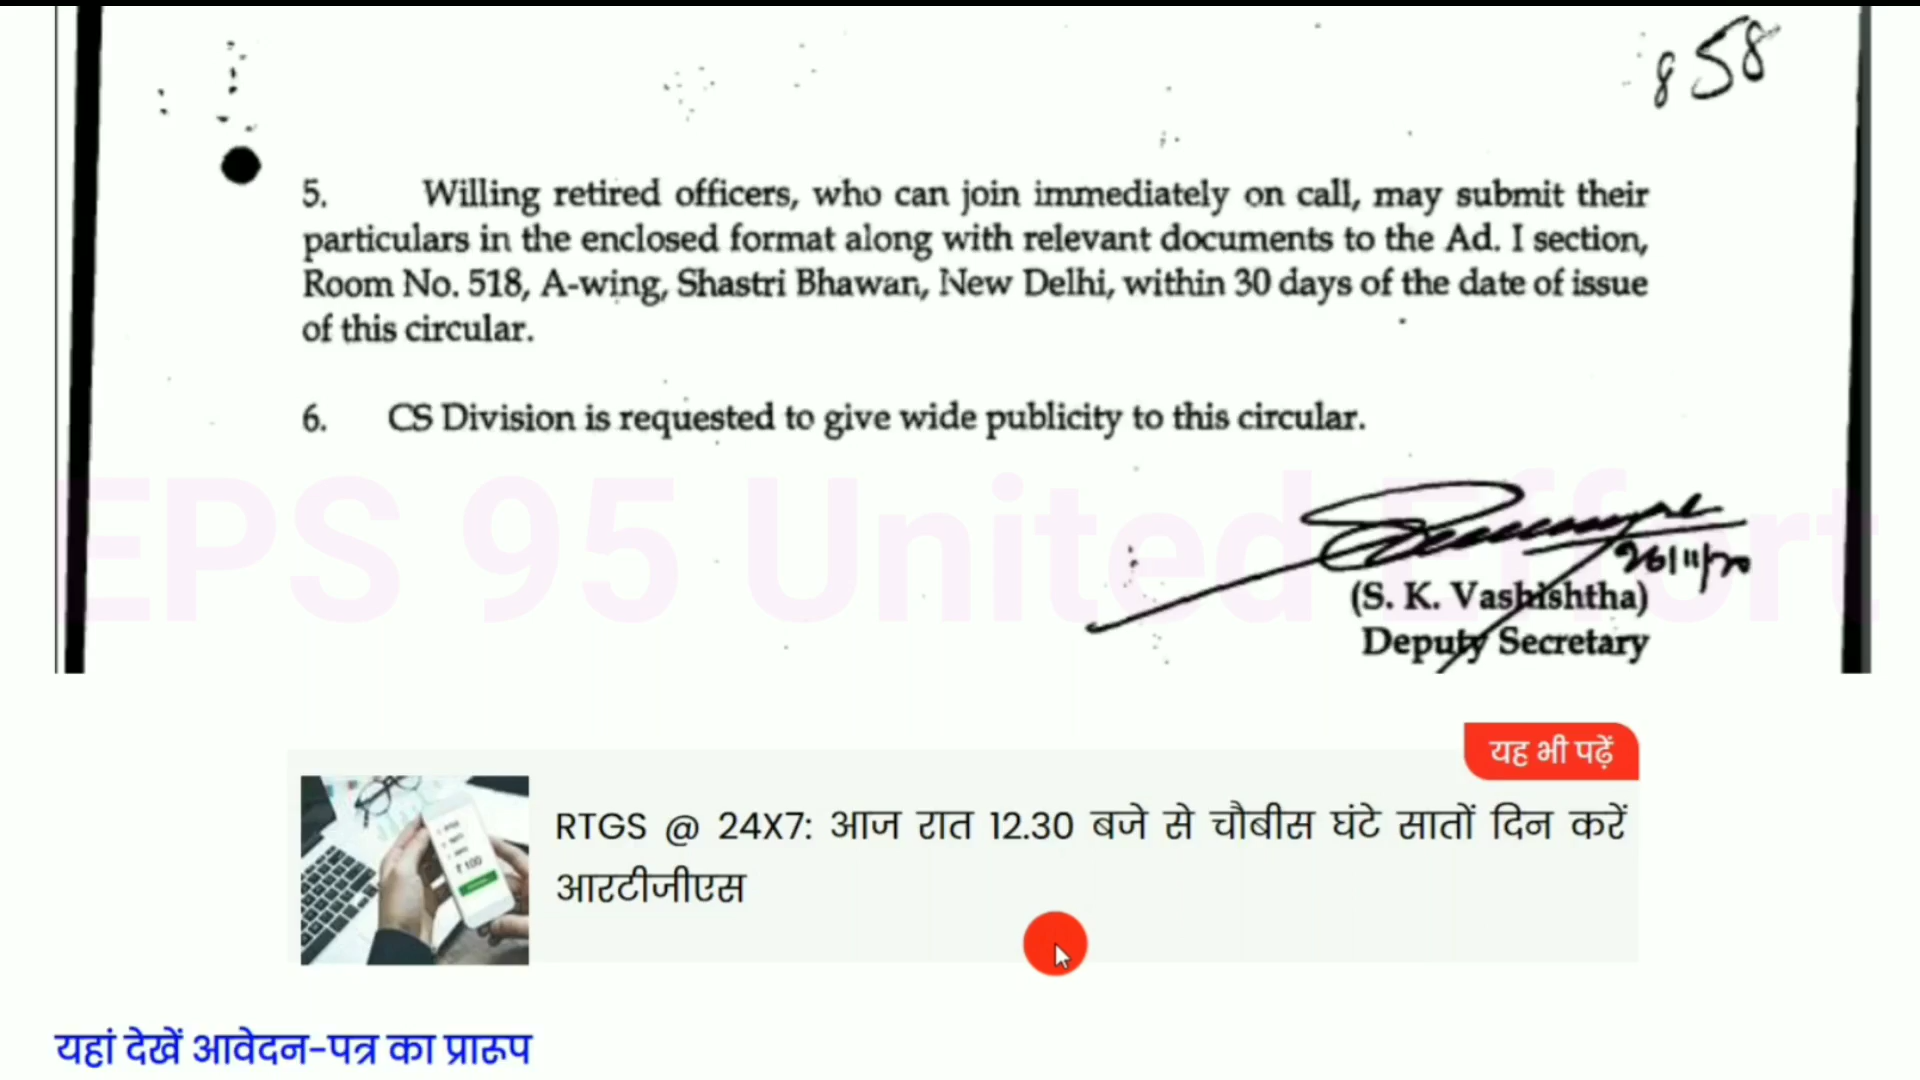 858
5. Willing retired officers, who can join immediately on call, may submit their
particulars in the enclosed format along with relevant documents to the Ad. I section,
Room No. 518, A-wing, Shastri Bhawan, New Delhi, within 30 days of the date of issue
of this circular.
6. CS Division is requested to give wide publicity to this circular.
EPS 95 United Effort
26/11/20
(S. K. Vashishtha)
Deputy Secretary
यह भी पढ़ें
RTGS @ 24X7: आज रात 12.30 बजे से चौबीस घंटे सातों दिन करें
आरटीजीएस
₹ 100
यहां देखें आवेदन-पत्र का प्रारूप